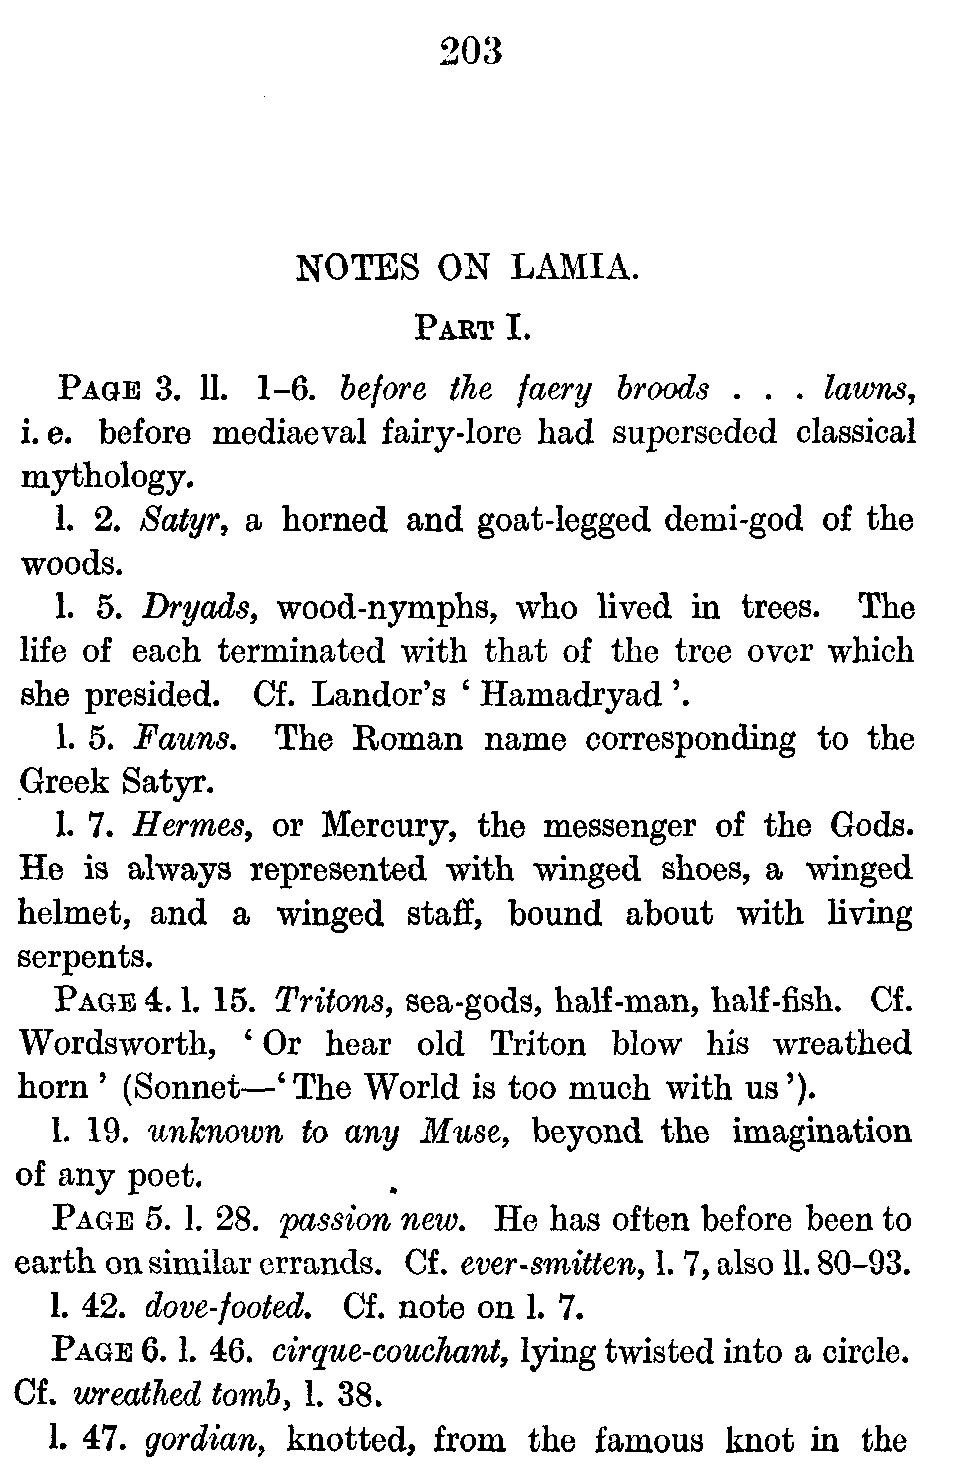 203
NOTES ON LAMIA.
PART I.
PAGE 3. ll. 1–6. before the faery broods . . . lawns,
i. e. before mediaeval fairy-lore had superseded classical
mythology.
l. 2. Satyr, a horned and goat-legged demi-god of the
woods.
l. 5. Dryads, wood-nymphs, who lived in trees. The
life of each terminated with that of the tree over which
she presided. Cf. Landor's ‘ Hamadryad ’.
l. 5. Fauns. The Roman name corresponding to the
Greek Satyr.
l. 7. Hermes, or Mercury, the messenger of the Gods.
He is always represented with winged shoes, a winged
helmet, and a winged staff, bound about with living
serpents.
PAGE 4. l. 15. Tritons, sea-gods, half-man, half-fish. Cf.
Wordsworth, ‘ Or hear old Triton blow his wreathed
horn ’ (Sonnet—‘ The World is too much with us ’).
l. 19. unknown to any Muse, beyond the imagination
of any poet.
PAGE 5. l. 28. passion new. He has often before been to
earth on similar errands. Cf. ever-smitten, l. 7, also ll. 80–93.
l. 42. dove-footed. Cf. note on l. 7.
PAGE 6. l. 46. cirque-couchant, lying twisted into a circle.
Cf. wreathed tomb, l. 38.
l. 47. gordian, knotted, from the famous knot in the